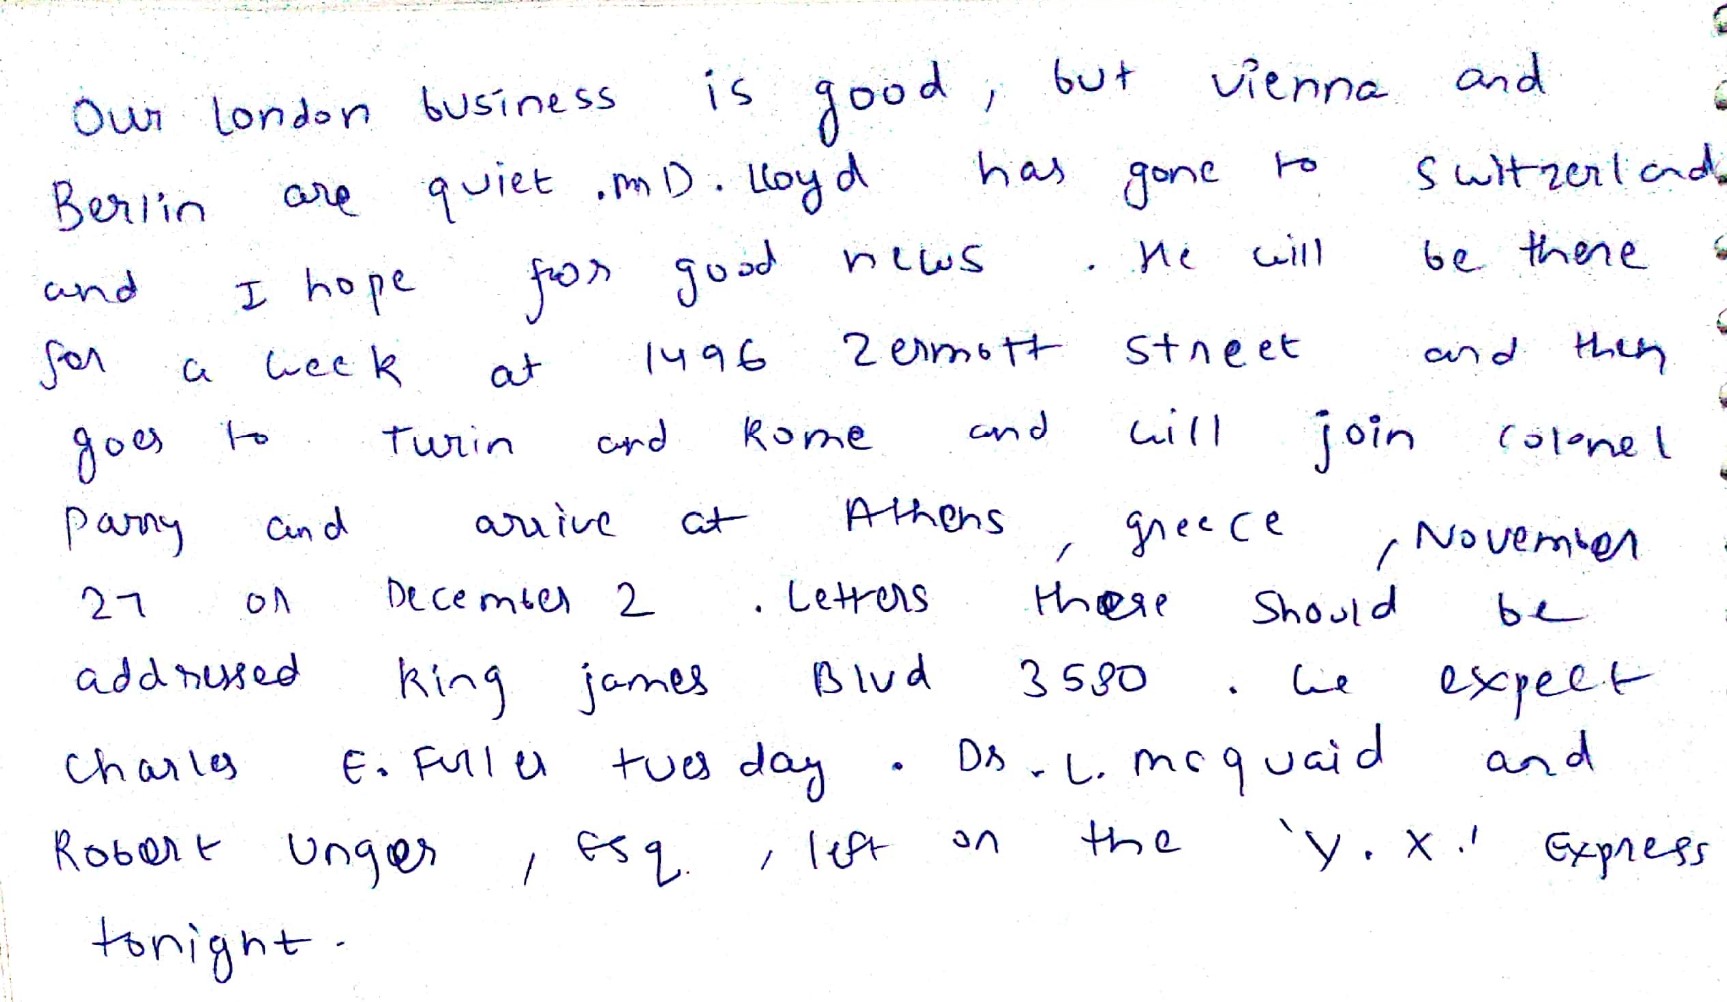 Our london business is good, but vienna and
Berlin are quiet. mD. Lloyd has gone to switzerland
and I hope for good news. He will be there
for a week at 1496 Zermott street and then
goes to Turin and Rome and will join colonel
parry and arrive at Athens, greece, November
27 or December 2. Letters there should be
addressed king james Blvd 3580. We expect
Charles E. Fuller tuesday. Dr. L. mcquaid and
Robert Unger, Esq., left on the 'Y. X.' Express
tonight.